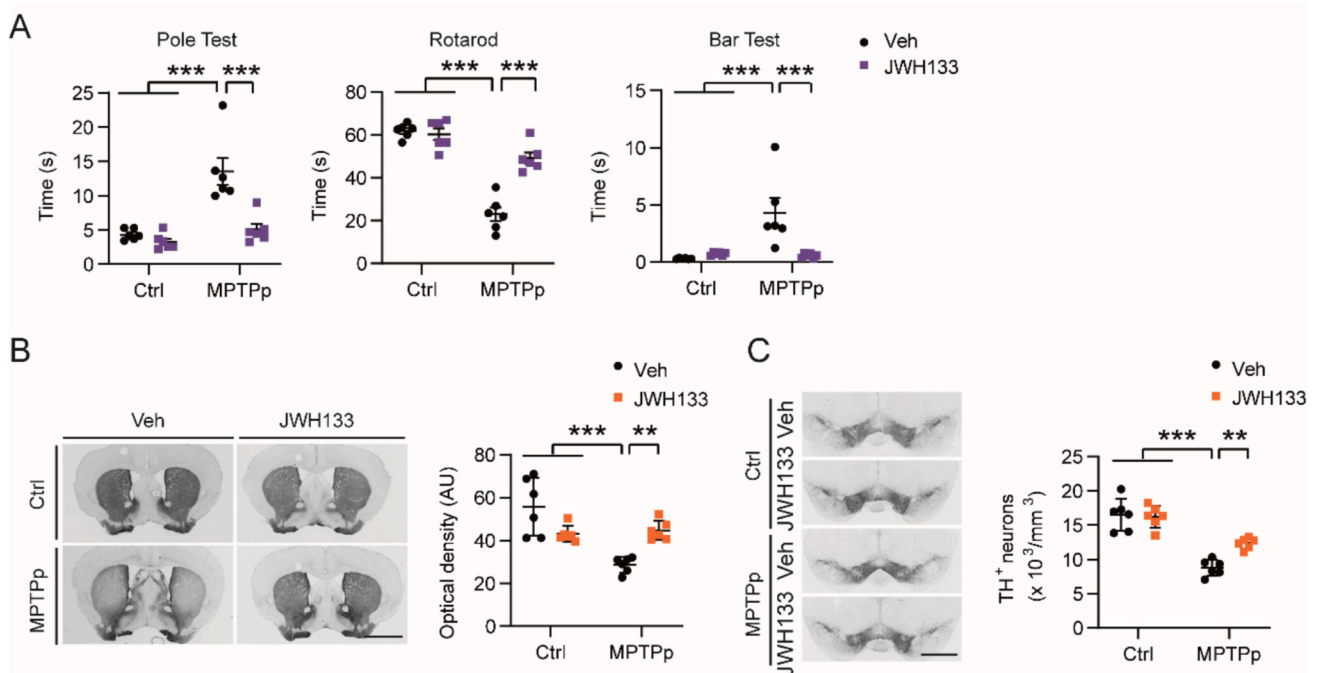 A
Pole Test
*** ***
Time (s)
25
20
15
10
5
0
Ctrl MPTPp
Rotarod
*** ***
Time (s)
80
60
40
20
0
Ctrl MPTPp
Bar Test
*** ***
Time (s)
15
10
5
0
Ctrl MPTPp
Veh
JWH133
B
Veh JWH133
Ctrl
MPTPp
Veh
JWH133
*** **
Optical density (AU)
80
60
40
20
0
Ctrl MPTPp
C
Ctrl
Veh
JWH133
MPTPp
Veh
JWH133
Veh
JWH133
*** **
TH⁺ neurons
(x 10³/mm³)
25
20
15
10
5
0
Ctrl MPTPp